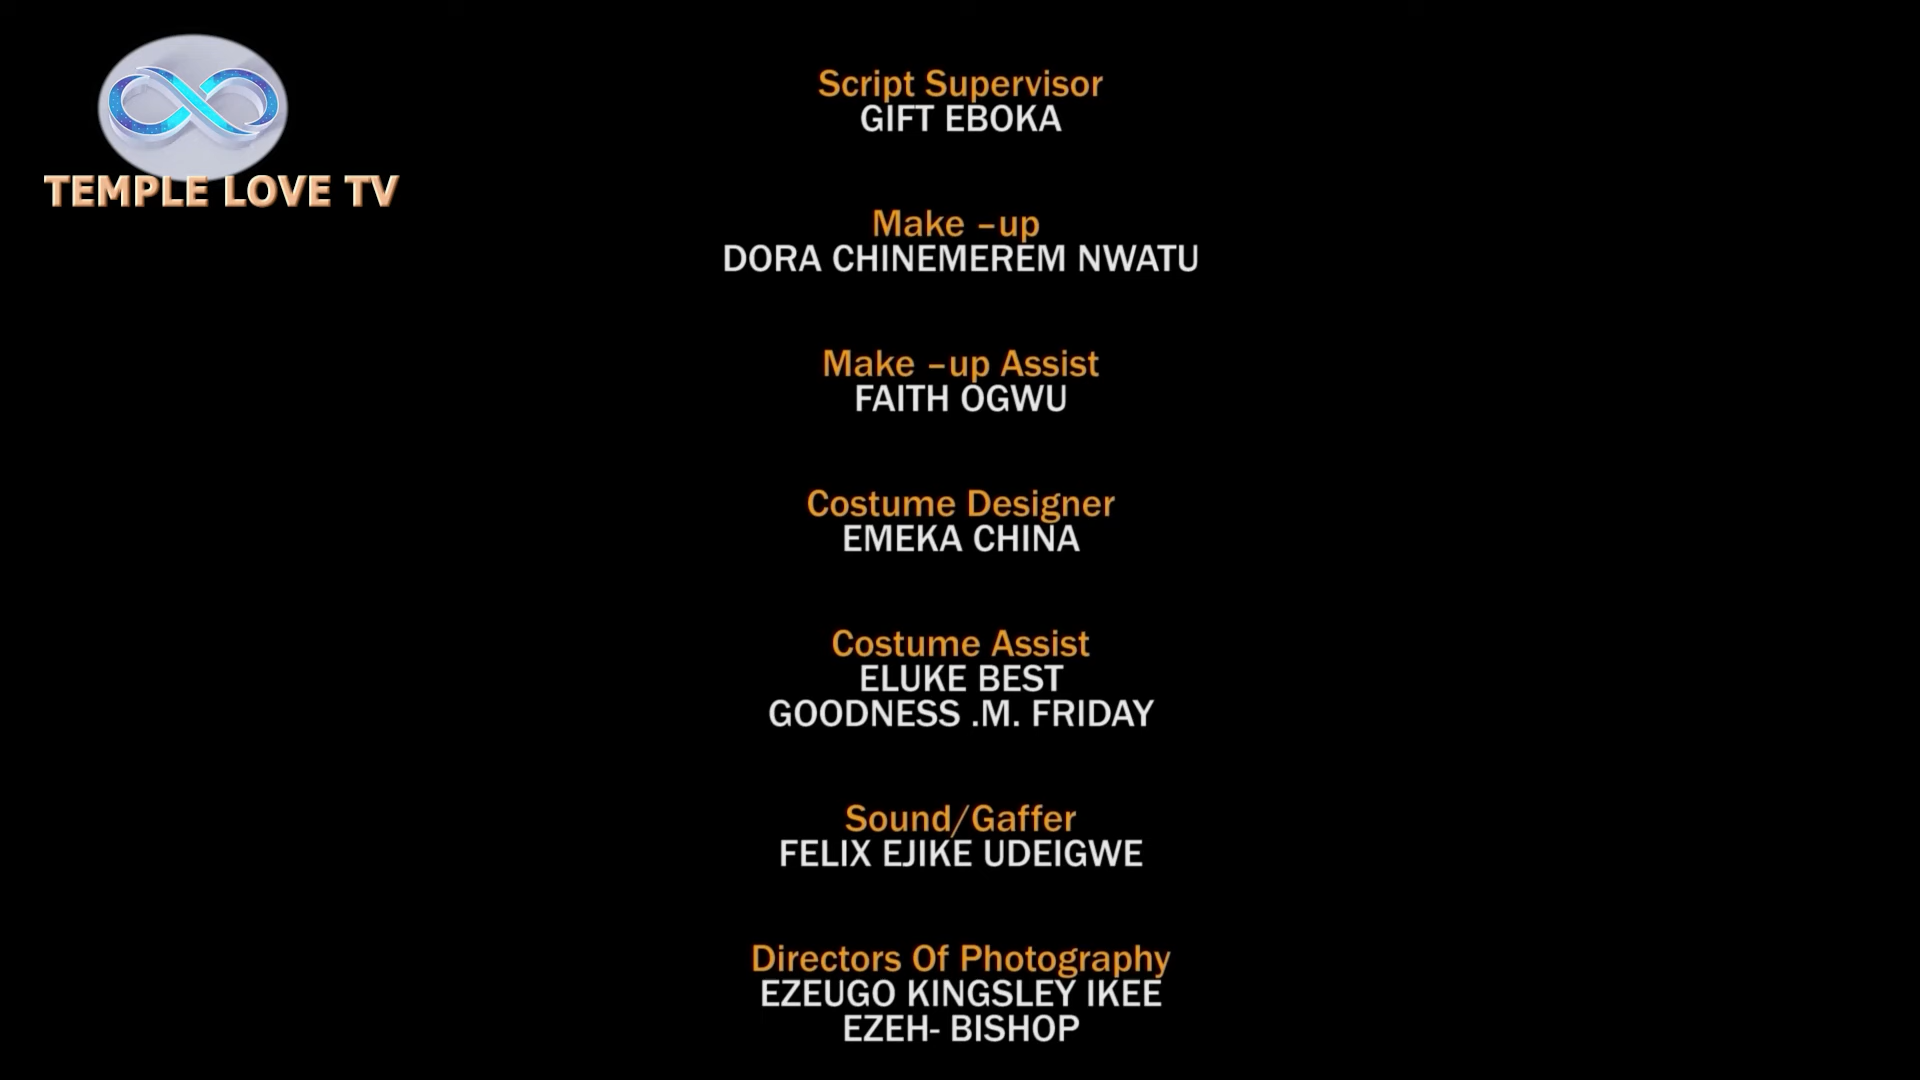 TEMPLE LOVE TV
Script Supervisor
GIFT EBOKA
Make –up
DORA CHINEMEREM NWATU
Make –up Assist
FAITH OGWU
Costume Designer
EMEKA CHINA
Costume Assist
ELUKE BEST
GOODNESS .M. FRIDAY
Sound/Gaffer
FELIX EJIKE UDEIGWE
Directors Of Photography
EZEUGO KINGSLEY IKEE
EZEH- BISHOP